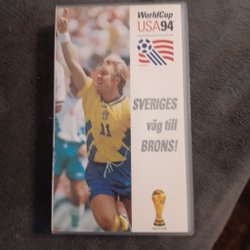 WorldCup
USA94
SVERIGES
väg till
BRONS!
11